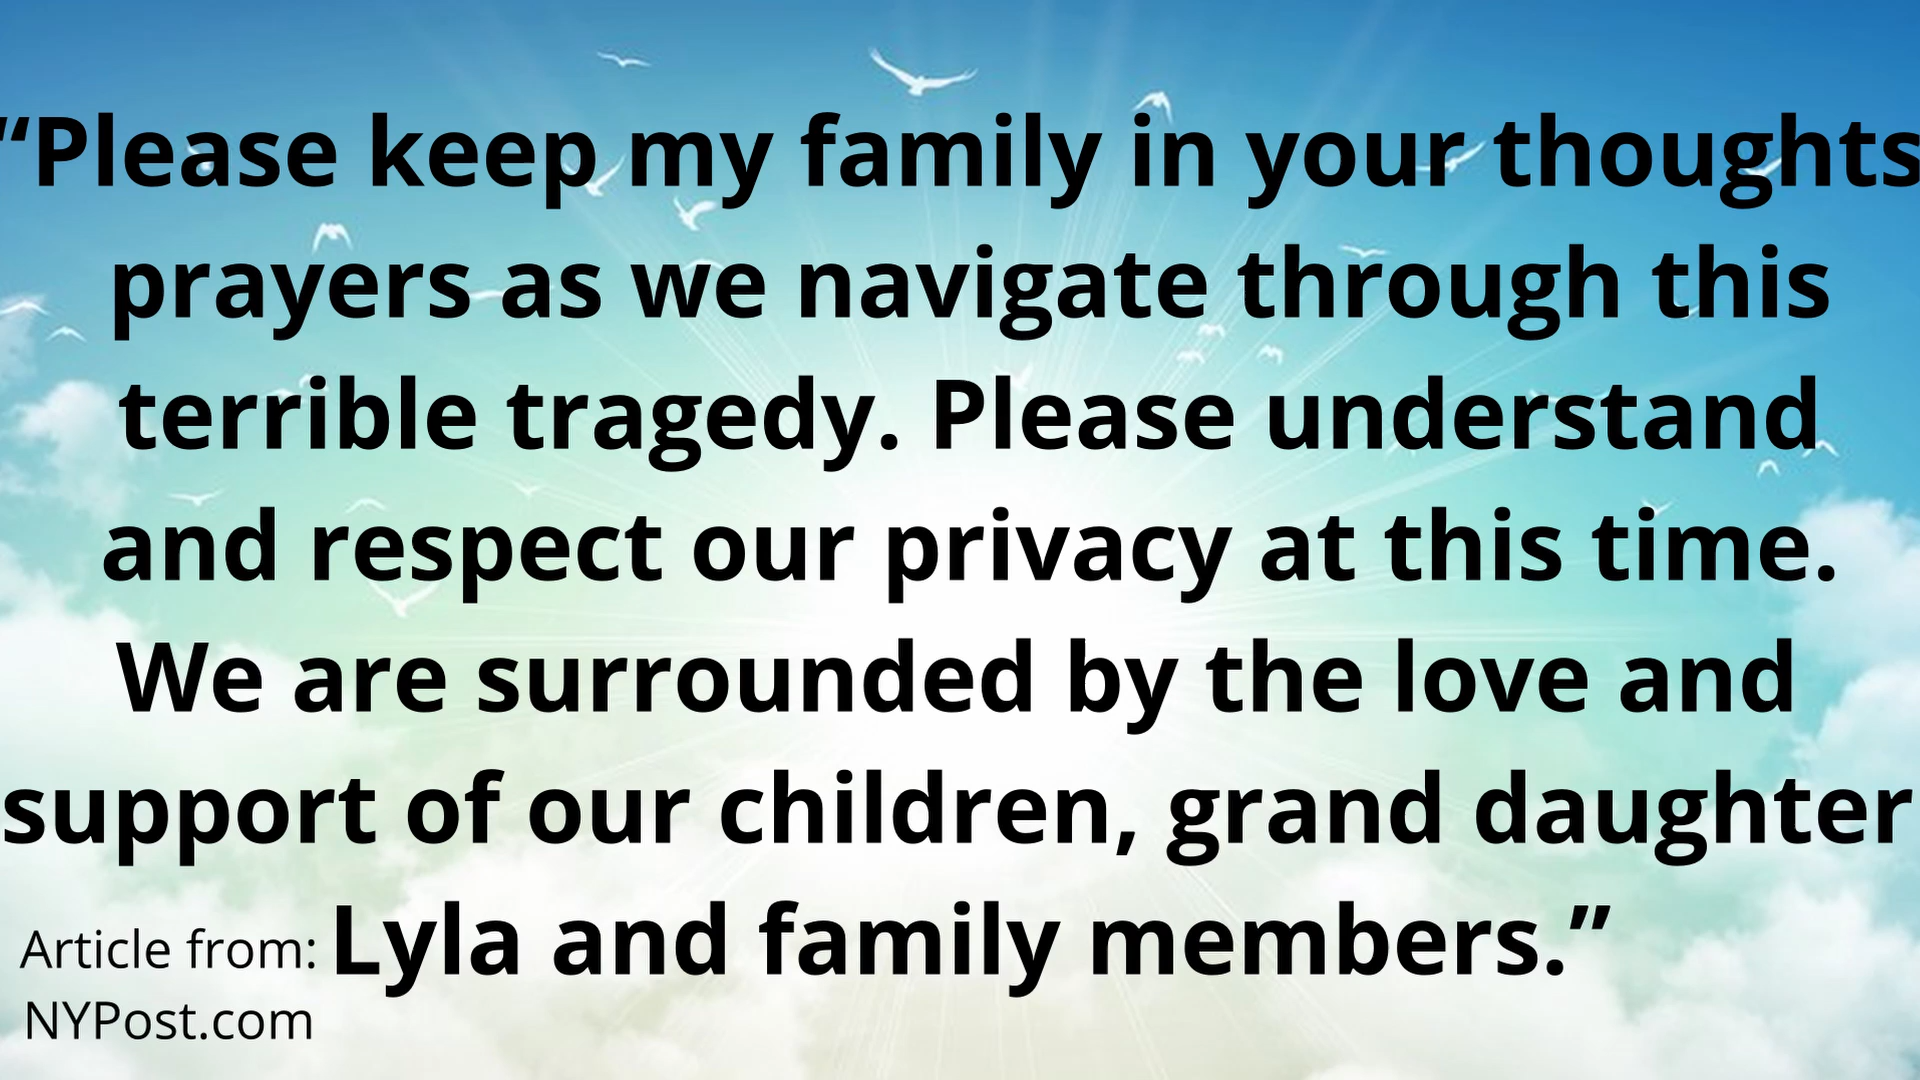 “Please keep my family in your thoughts
prayers as we navigate through this
terrible tragedy. Please understand
and respect our privacy at this time.
We are surrounded by the love and
support of our children, grand daughter
Lyla and family members.”
Article from:
NYPost.com